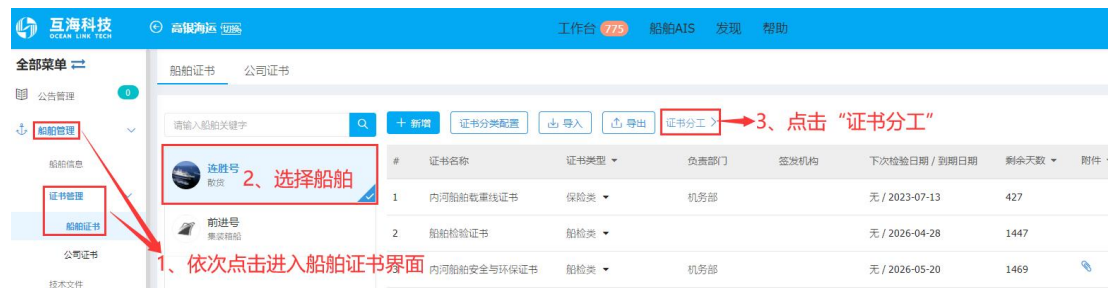 互海科技 高银海运 切换 工作台 775 船舶AIS 发现 帮助
OCEAN LINK TECH
全部菜单
船舶证书 公司证书
公告管理 0
船舶管理
请输入船舶关键字
新增 证书分类配置 导入 导出 证书分工 3、点击“证书分工”
船舶信息
# 证书名称 证书类型 负责部门 签发机构 下次检验日期 / 到期日期 剩余天数 附件
连胜号
散货
2、选择船舶
证书管理
1 内河船舶载重线证书 保险类 机务部 无 / 2023-07-13 427
船舶证书
前进号
集装箱船
2 船舶检验证书 船检类 无 / 2026-04-28 1447
公司证书
1、依次点击进入船舶证书界面
3 内河船舶安全与环保证书 船检类 机务部 无 / 2026-05-20 1469
技术文件